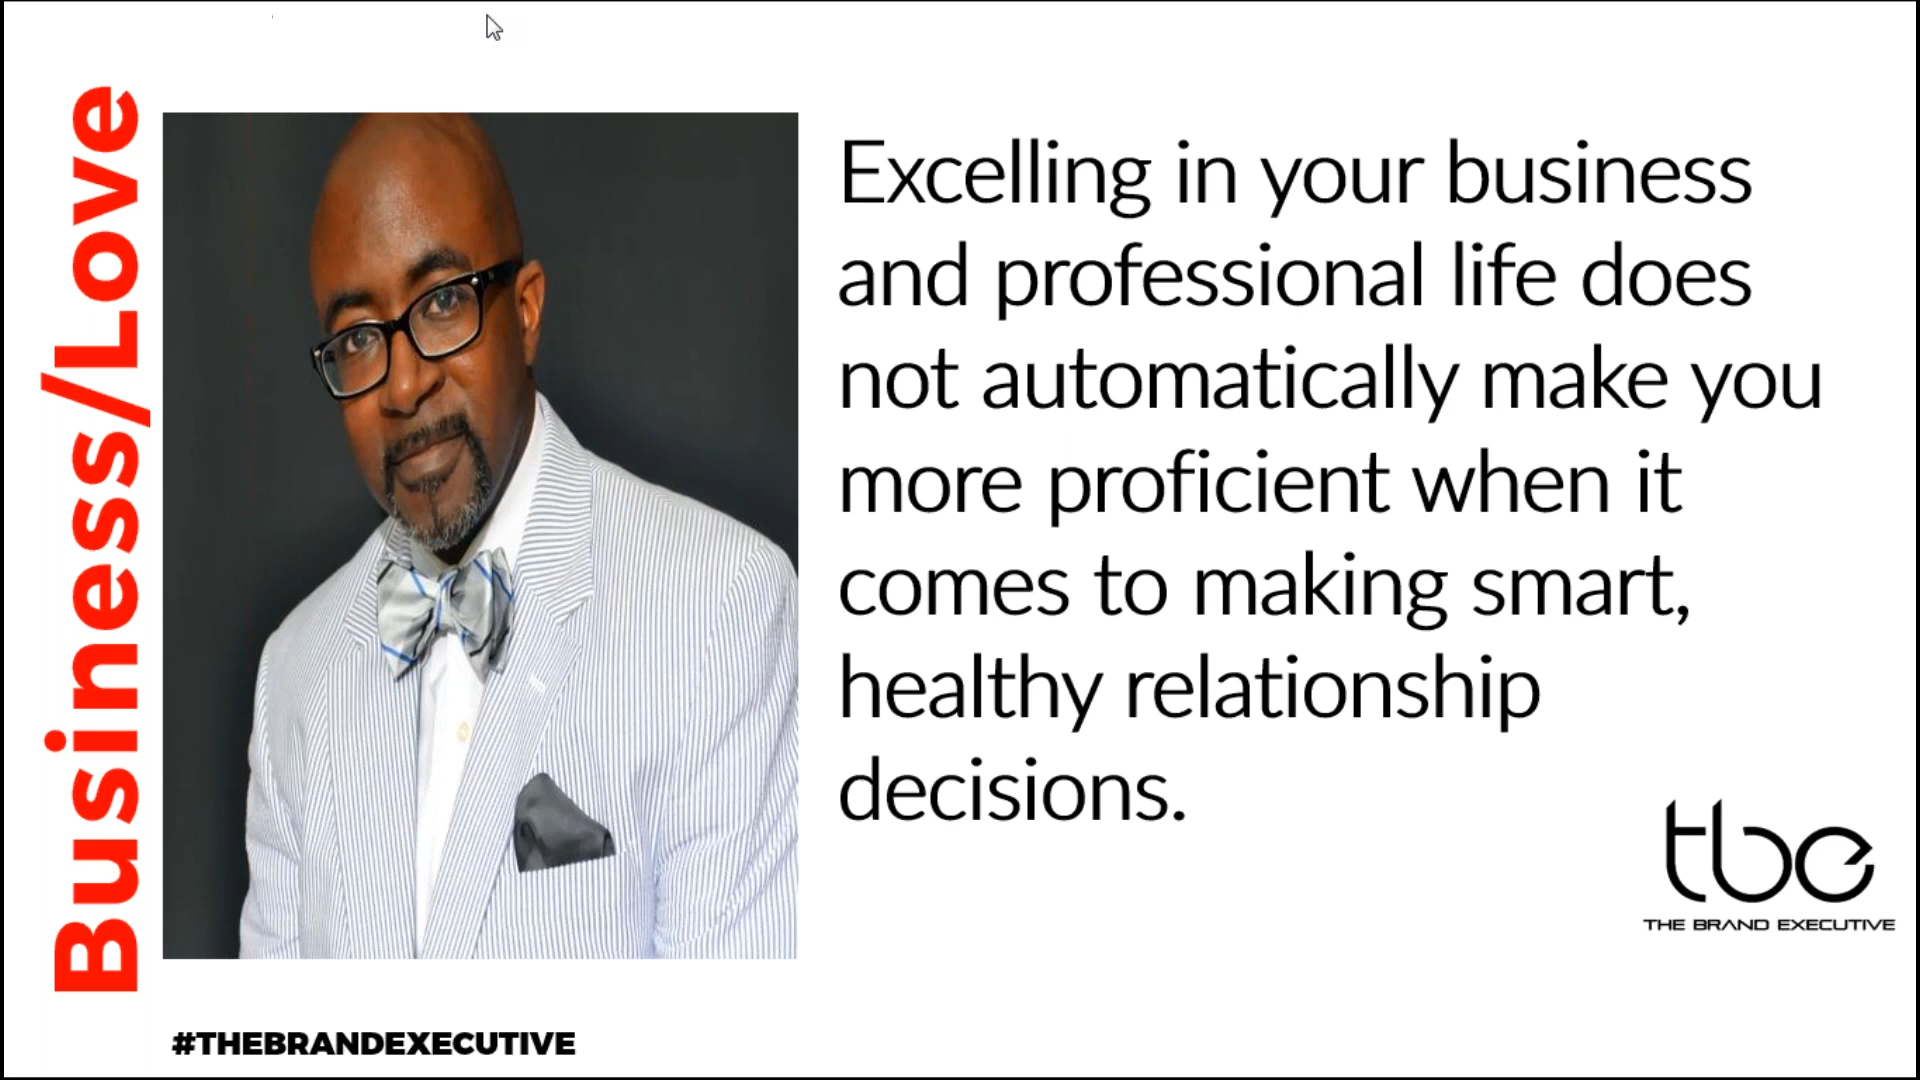 Business/Love
Excelling in your business
and professional life does
not automatically make you
more proficient when it
comes to making smart,
healthy relationship
decisions.
tbe
THE BRAND EXECUTIVE
#THEBRANDEXECUTIVE